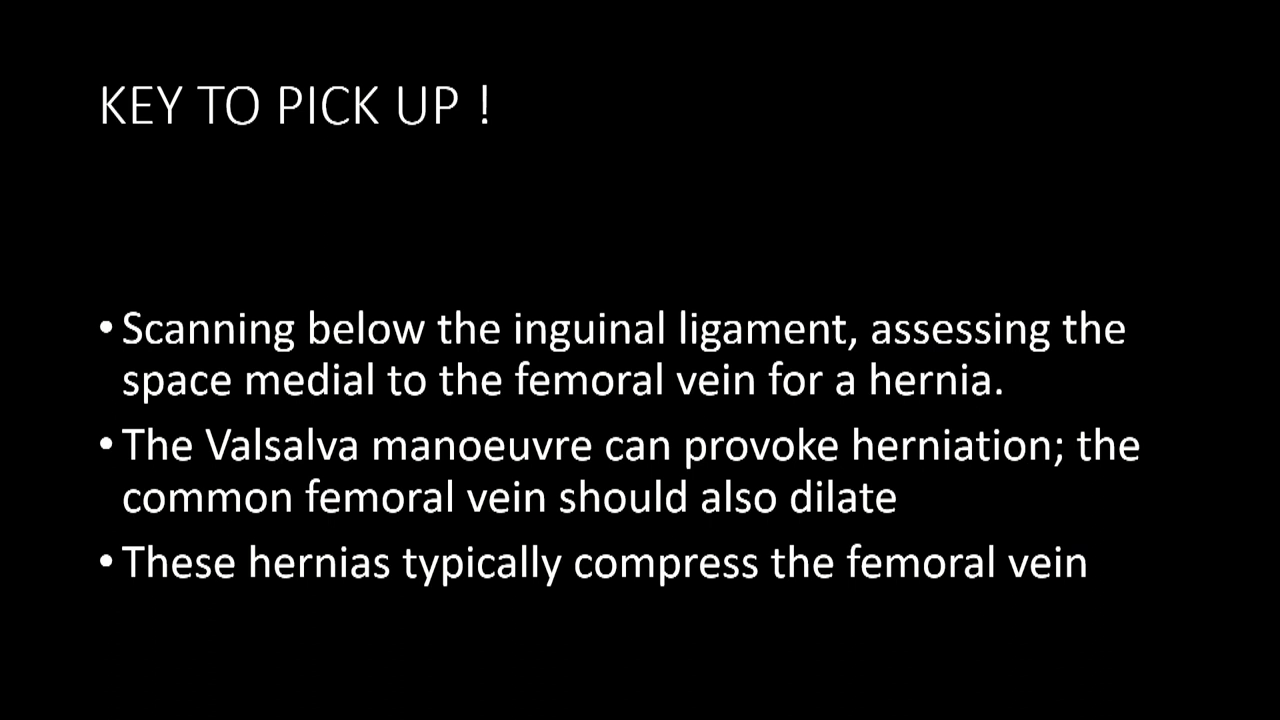 KEY TO PICK UP !
• Scanning below the inguinal ligament, assessing the
space medial to the femoral vein for a hernia.
• The Valsalva manoeuvre can provoke herniation; the
common femoral vein should also dilate
• These hernias typically compress the femoral vein